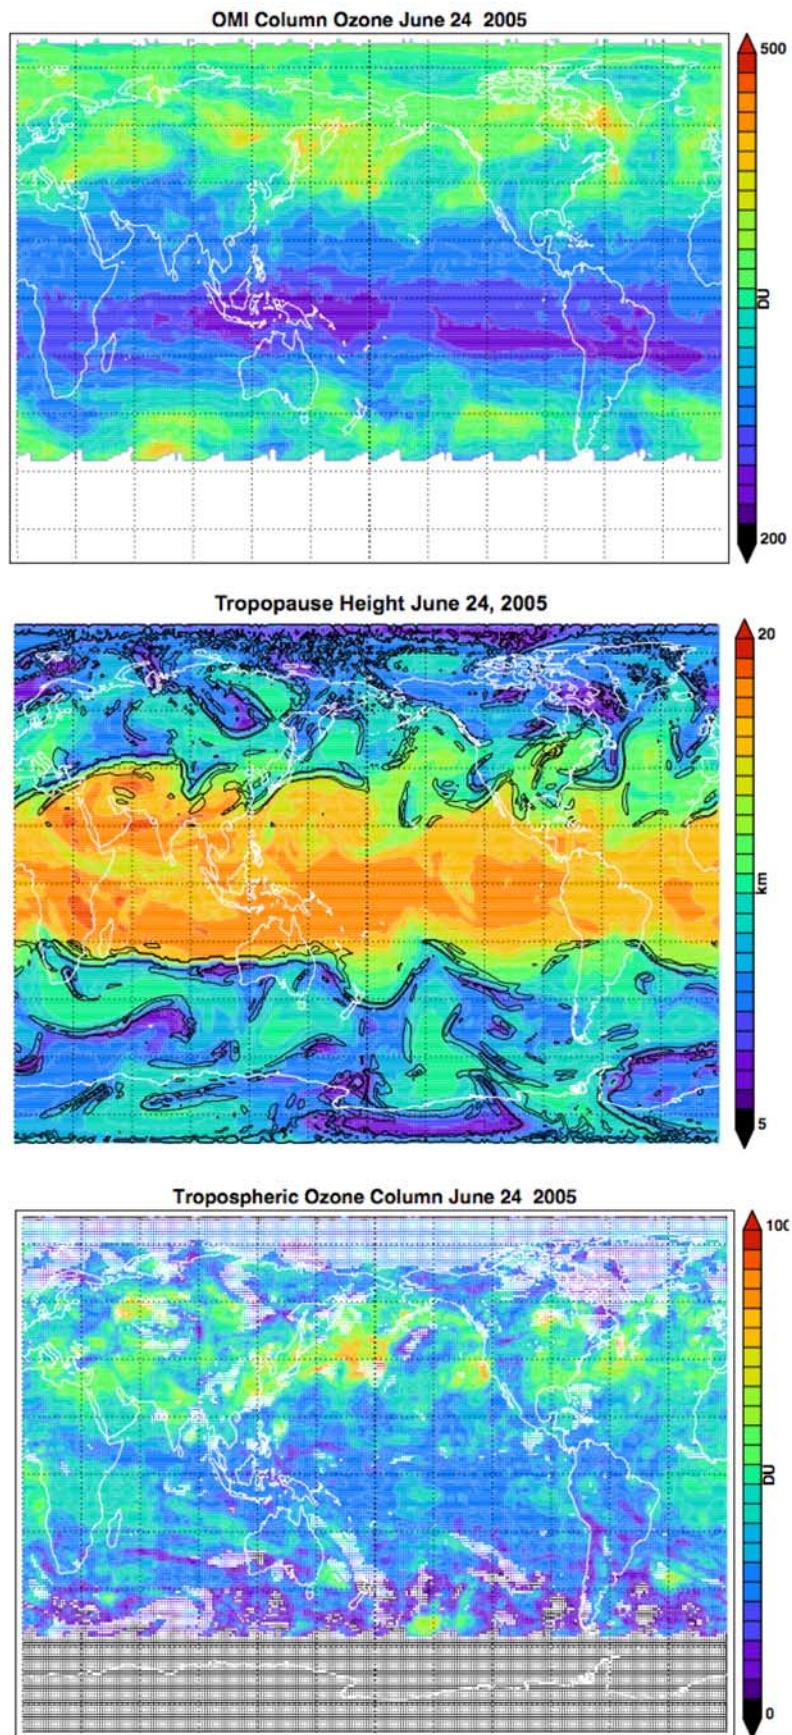 OMI Column Ozone June 24 2005
500
DU
200
Tropopause Height June 24, 2005
20
km
5
Tropospheric Ozone Column June 24 2005
100
DU
0